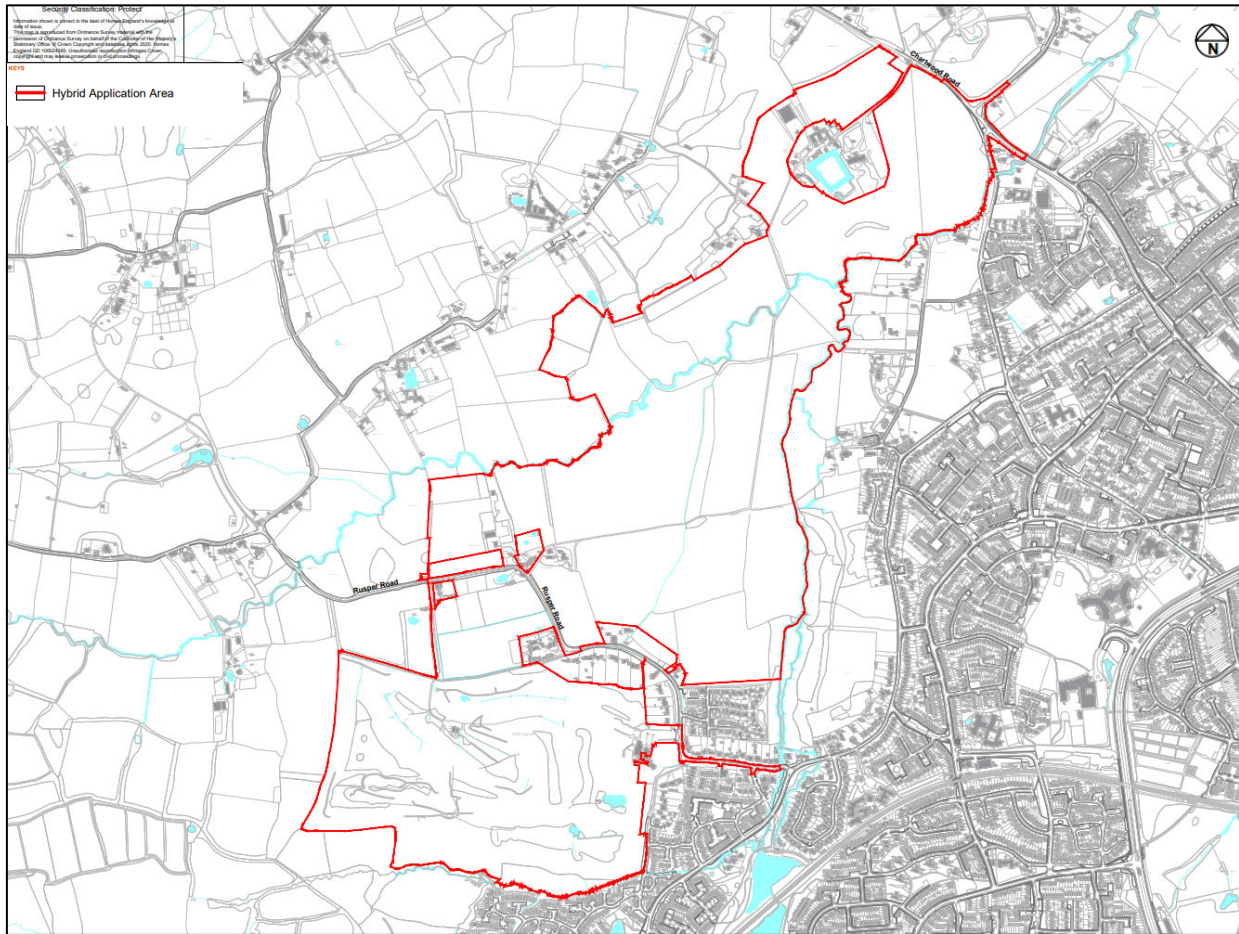 Security Classification: Protect
Information shown is correct to the best of Homes England's knowledge at
date of issue.
This map is reproduced from Ordnance Survey material with the
permission of Ordnance Survey on behalf of the Controller of Her Majesty's
Stationary Office. © Crown Copyright and database rights 2020. Homes
England GD Unauthorised reproduction infringes Crown
copyright and may lead to prosecution or civil proceedings.
KEYS
Hybrid Application Area
N
Charlwood Road
Rusper Road
Rusper Road